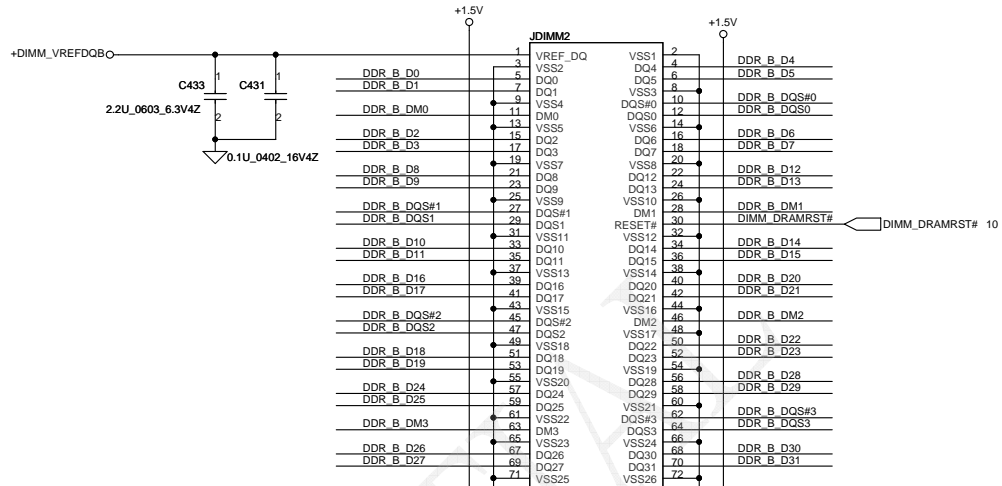 +1.5V
+1.5V
JDIMM2
+DIMM_VREFDQB
1 VREF_DQ VSS1 2
3 VSS2 DQ4 4 DDR_B_D4
DDR_B_D0 5 DQ0 DQ5 6 DDR_B_D5
DDR_B_D1 7 DQ1 VSS3 8
9 VSS4 DQS#0 10 DDR_B_DQS#0
DDR_B_DM0 11 DM0 DQS0 12 DDR_B_DQS0
13 VSS5 VSS6 14
DDR_B_D2 15 DQ2 DQ6 16 DDR_B_D6
DDR_B_D3 17 DQ3 DQ7 18 DDR_B_D7
19 VSS7 VSS8 20
DDR_B_D8 21 DQ8 DQ12 22 DDR_B_D12
DDR_B_D9 23 DQ9 DQ13 24 DDR_B_D13
25 VSS9 VSS10 26
DDR_B_DQS#1 27 DQS#1 DM1 28 DDR_B_DM1
DDR_B_DQS1 29 DQS1 RESET# 30 DIMM_DRAMRST# DIMM_DRAMRST# 10
31 VSS11 VSS12 32
DDR_B_D10 33 DQ10 DQ14 34 DDR_B_D14
DDR_B_D11 35 DQ11 DQ15 36 DDR_B_D15
37 VSS13 VSS14 38
DDR_B_D16 39 DQ16 DQ20 40 DDR_B_D20
DDR_B_D17 41 DQ17 DQ21 42 DDR_B_D21
43 VSS15 VSS16 44
DDR_B_DQS#2 45 DQS#2 DM2 46 DDR_B_DM2
DDR_B_DQS2 47 DQS2 VSS17 48
49 VSS18 DQ22 50 DDR_B_D22
DDR_B_D18 51 DQ18 DQ23 52 DDR_B_D23
DDR_B_D19 53 DQ19 VSS19 54
55 VSS20 DQ28 56 DDR_B_D28
DDR_B_D24 57 DQ24 DQ29 58 DDR_B_D29
DDR_B_D25 59 DQ25 VSS21 60
61 VSS22 DQS#3 62 DDR_B_DQS#3
DDR_B_DM3 63 DM3 DQS3 64 DDR_B_DQS3
65 VSS23 VSS24 66
DDR_B_D26 67 DQ26 DQ30 68 DDR_B_D30
DDR_B_D27 69 DQ27 DQ31 70 DDR_B_D31
71 VSS25 VSS26 72
1 1
C433 C431
2.2U_0603_6.3V4Z
2 2
0.1U_0402_16V4Z